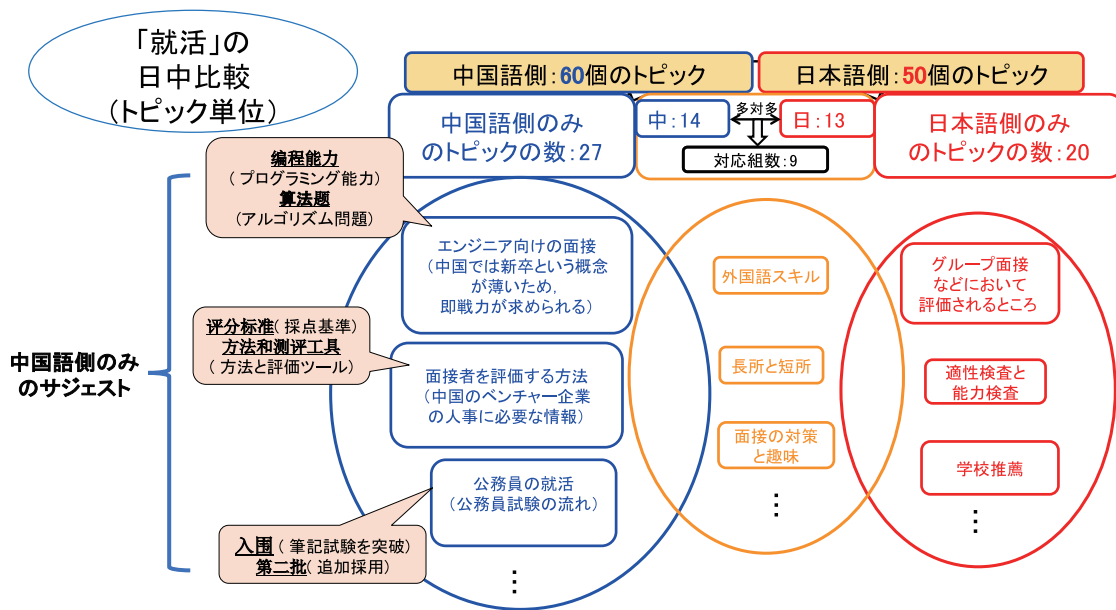 「就活」の
日中比較
(トピック単位)
中国語側:60個のトピック
日本語側:50個のトピック
中国語側のみ
のトピックの数:27
中:14
多対多
日:13
対応組数:9
日本語側のみ
のトピックの数:20
编程能力
(プログラミング能力)
算法题
(アルゴリズム問題)
エンジニア向けの面接
(中国では新卒という概念
が薄いため,
即戦力が求められる)
外国語スキル
グループ面接
などにおいて
評価されるところ
中国語側のみ
のサジェスト
评分标准(採点基準)
方法和测评工具
(方法と評価ツール)
面接者を評価する方法
(中国のベンチャー企業
の人事に必要な情報)
長所と短所
適性検査と
能力検査
面接の対策
と趣味
学校推薦
公務員の就活
(公務員試験の流れ)
入围(筆記試験を突破)
第二批(追加採用)
⋮
⋮
⋮